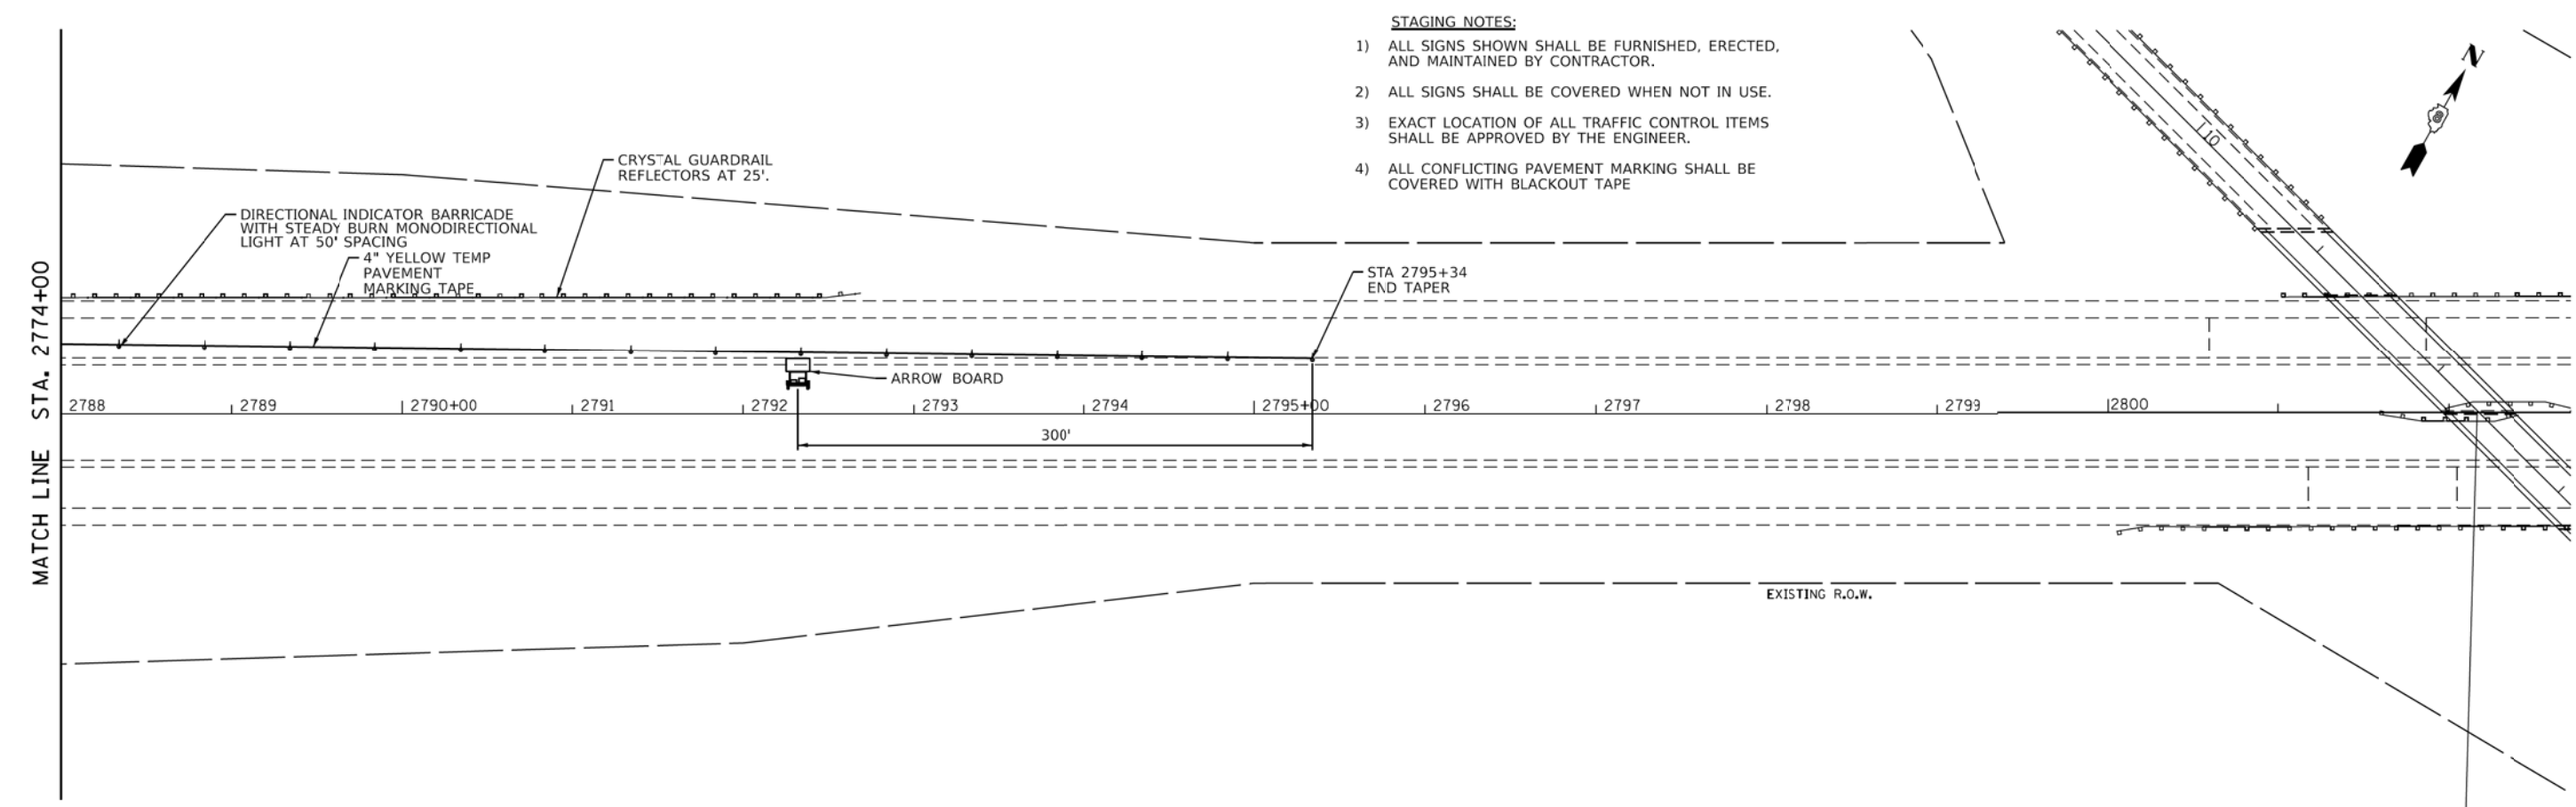 STAGING NOTES:
1) ALL SIGNS SHOWN SHALL BE FURNISHED, ERECTED,
AND MAINTAINED BY CONTRACTOR.
2) ALL SIGNS SHALL BE COVERED WHEN NOT IN USE.
3) EXACT LOCATION OF ALL TRAFFIC CONTROL ITEMS
SHALL BE APPROVED BY THE ENGINEER.
4) ALL CONFLICTING PAVEMENT MARKING SHALL BE
COVERED WITH BLACKOUT TAPE
N
10
CRYSTAL GUARDRAIL
REFLECTORS AT 25'.
DIRECTIONAL INDICATOR BARRICADE
WITH STEADY BURN MONODIRECTIONAL
LIGHT AT 50' SPACING
4" YELLOW TEMP
PAVEMENT
MARKING TAPE
STA 2795+34
END TAPER
ARROW BOARD
MATCH LINE STA. 2774+00
2788
2789
2790+00
2791
2792
2793
2794
2795+00
2796
2797
2798
2799
2800
300'
EXISTING R.O.W.